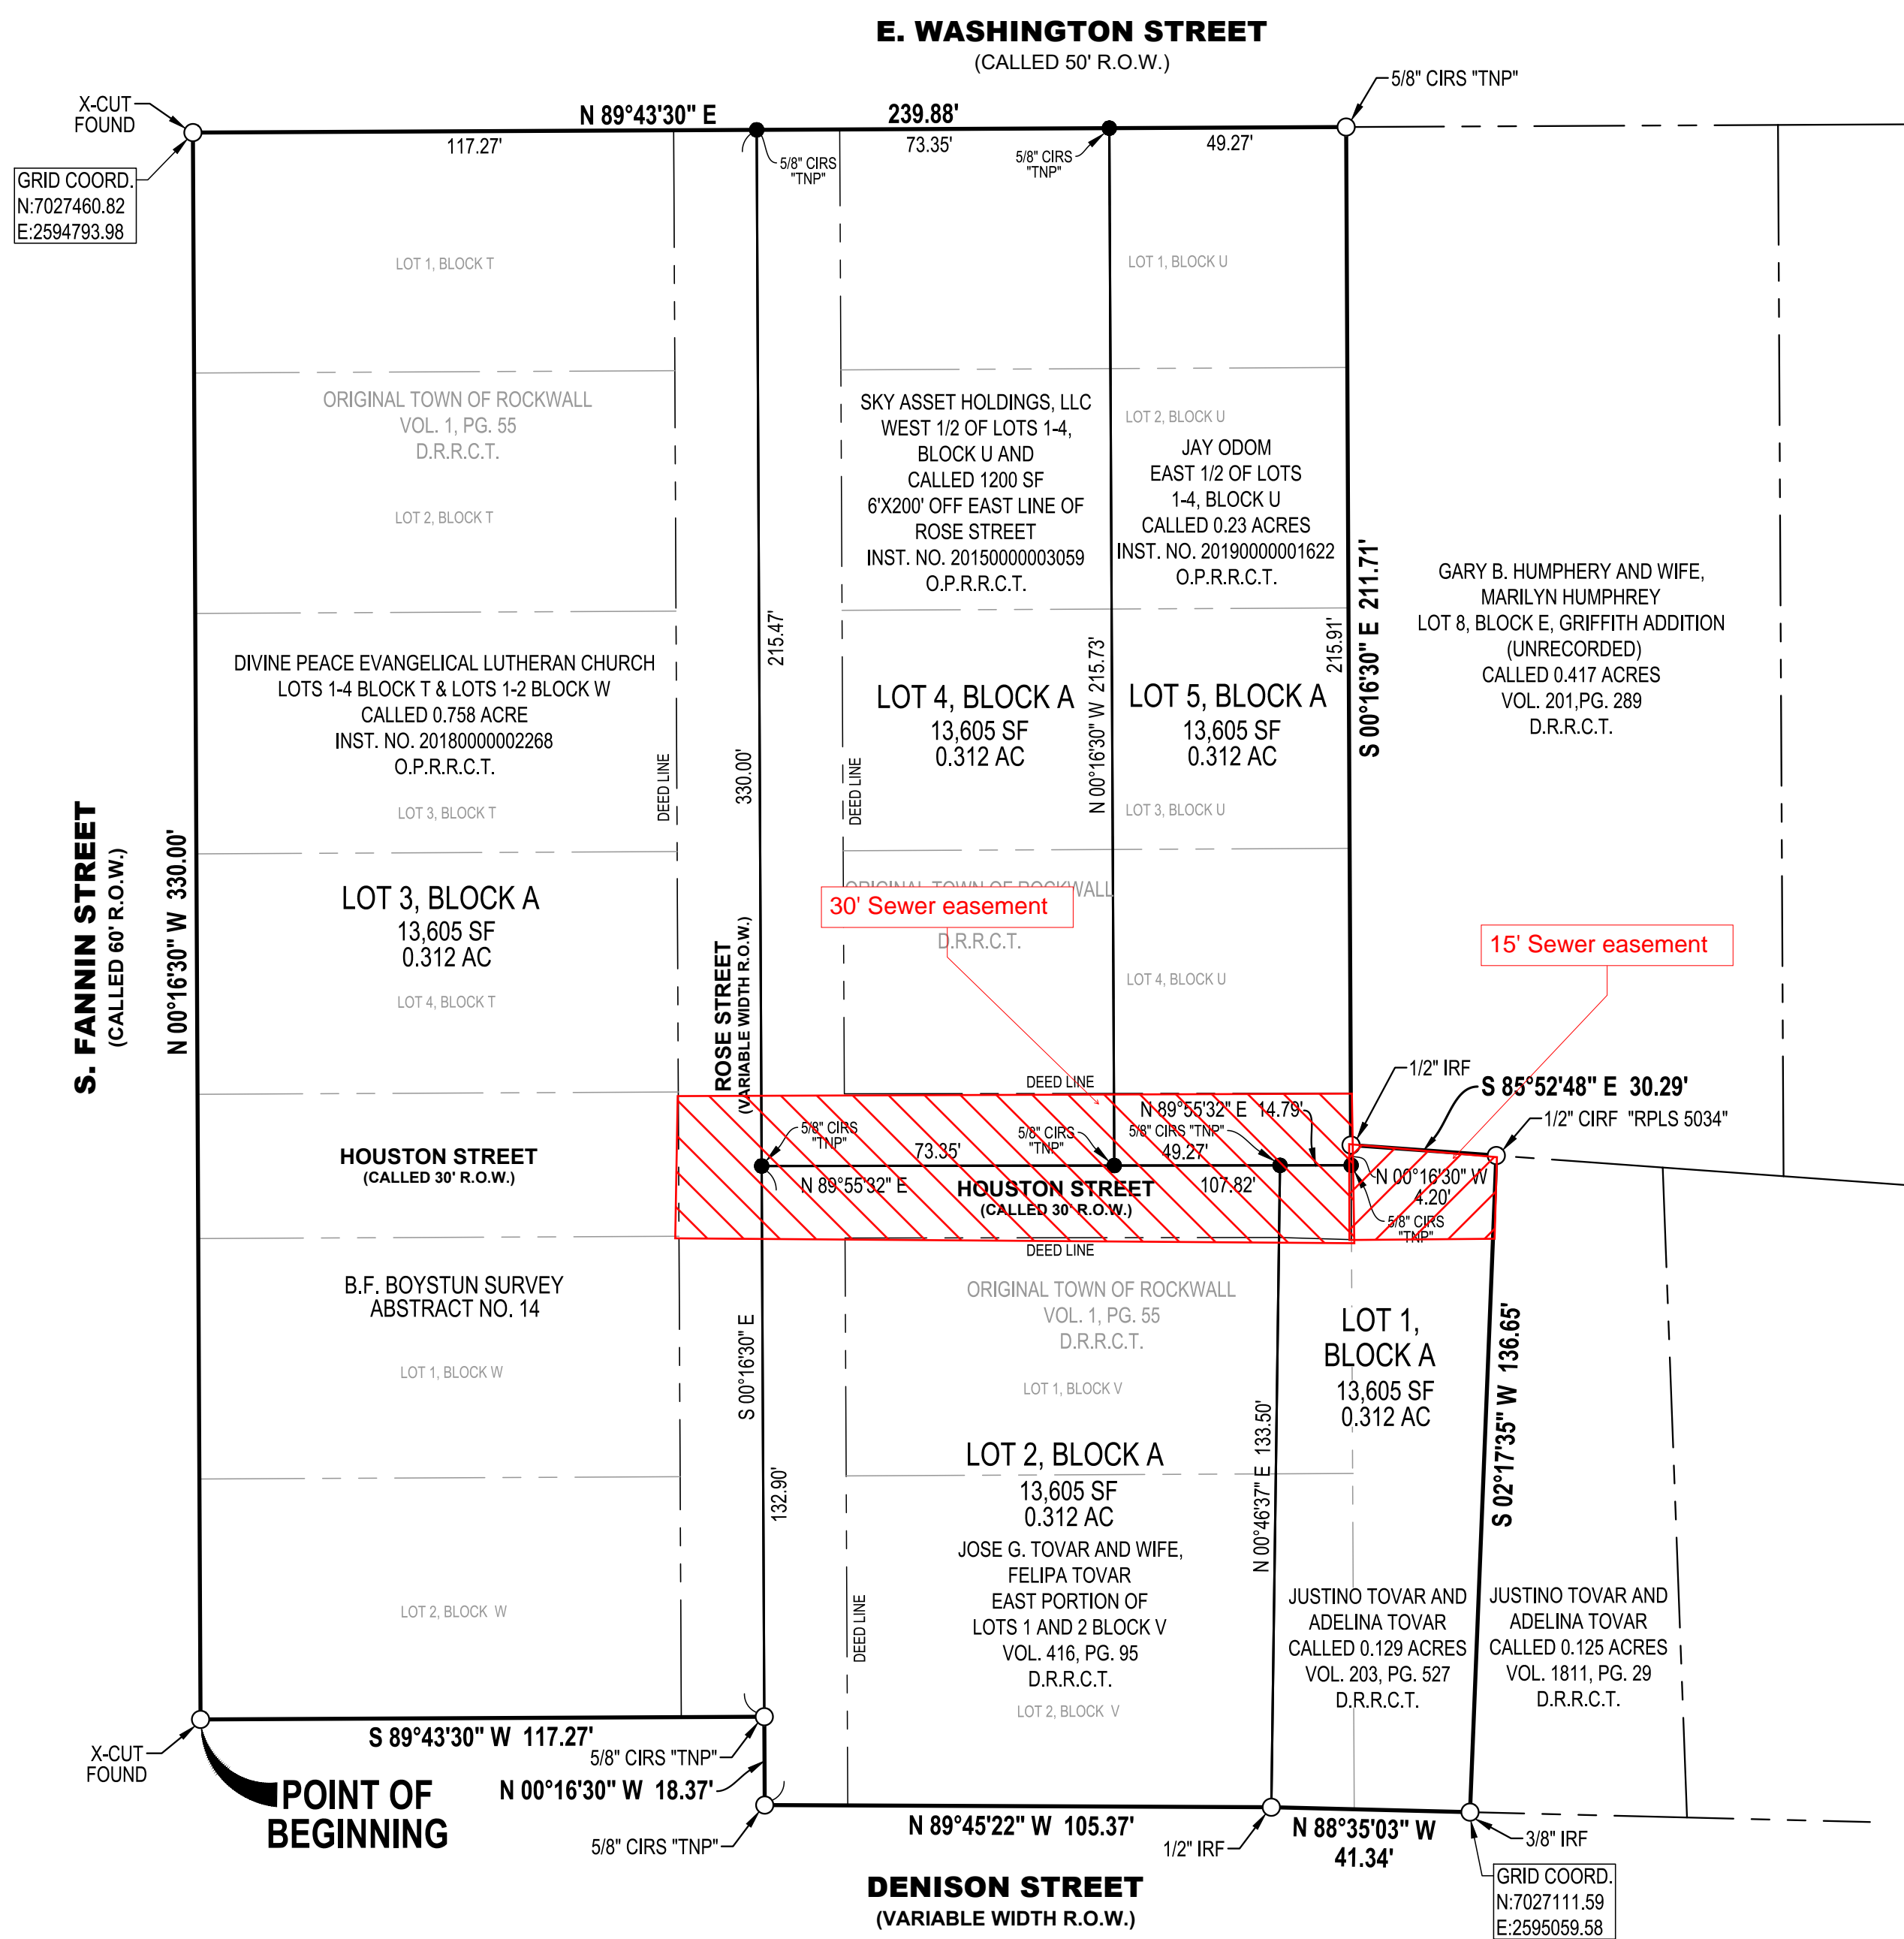 E. WASHINGTON STREET
(CALLED 50' R.O.W.)
5/8" CIRS "TNP"
X-CUT
FOUND
N 89°43'30" E
239.88'
117.27'
5/8" CIRS
"TNP"
73.35'
5/8" CIRS
"TNP"
49.27'
GRID COORD.
N:7027460.82
E:2594793.98
LOT 1, BLOCK T
LOT 1, BLOCK U
ORIGINAL TOWN OF ROCKWALL
VOL. 1, PG. 55
D.R.R.C.T.
LOT 2, BLOCK T
SKY ASSET HOLDINGS, LLC
WEST 1/2 OF LOTS 1-4,
BLOCK U AND
CALLED 1200 SF
6'X200' OFF EAST LINE OF
ROSE STREET
INST. NO. 20150000003059
O.P.R.R.C.T.
LOT 2, BLOCK U
JAY ODOM
EAST 1/2 OF LOTS
1-4, BLOCK U
CALLED 0.23 ACRES
INST. NO. 20190000001622
O.P.R.R.C.T.
S 00°16'30" E 211.71'
GARY B. HUMPHERY AND WIFE,
MARILYN HUMPHREY
LOT 8, BLOCK E, GRIFFITH ADDITION
(UNRECORDED)
CALLED 0.417 ACRES
VOL. 201,PG. 289
D.R.R.C.T.
DIVINE PEACE EVANGELICAL LUTHERAN CHURCH
LOTS 1-4 BLOCK T & LOTS 1-2 BLOCK W
CALLED 0.758 ACRE
INST. NO. 20180000002268
O.P.R.R.C.T.
LOT 3, BLOCK T
DEED LINE
215.47'
330.00'
DEED LINE
LOT 4, BLOCK A
13,605 SF
0.312 AC
N 00°16'30" W 215.73'
LOT 5, BLOCK A
13,605 SF
0.312 AC
215.91'
LOT 3, BLOCK U
S. FANNIN STREET
(CALLED 60' R.O.W.)
N 00°16'30" W 330.00'
LOT 3, BLOCK A
13,605 SF
0.312 AC
LOT 4, BLOCK T
ROSE STREET
(VARIABLE WIDTH R.O.W.)
ORIGINAL TOWN OF ROCKWALL
30' Sewer easement
D.R.R.C.T.
LOT 4, BLOCK U
15' Sewer easement
DEED LINE
1/2" IRF
S 85°52'48" E 30.29'
1/2" CIRF "RPLS 5034"
N 89°55'32" E 14.79'
5/8" CIRS
"TNP"
73.35'
5/8" CIRS
"TNP"
5/8" CIRS "TNP"
49.27'
HOUSTON STREET
(CALLED 30' R.O.W.)
N 89°55'32" E
HOUSTON STREET
(CALLED 30' R.O.W.)
107.82'
N 00°16'30" W
4.20'
5/8" CIRS
"TNP"
DEED LINE
B.F. BOYSTUN SURVEY
ABSTRACT NO. 14
LOT 1, BLOCK W
S 00°16'30" E
132.90'
ORIGINAL TOWN OF ROCKWALL
VOL. 1, PG. 55
D.R.R.C.T.
LOT 1, BLOCK V
LOT 1,
BLOCK A
13,605 SF
0.312 AC
S 02°17'35" W 136.65'
LOT 2, BLOCK A
13,605 SF
0.312 AC
N 00°46'37" E 133.50'
JOSE G. TOVAR AND WIFE,
FELIPA TOVAR
EAST PORTION OF
LOTS 1 AND 2 BLOCK V
VOL. 416, PG. 95
D.R.R.C.T.
LOT 2, BLOCK V
DEED LINE
LOT 2, BLOCK W
JUSTINO TOVAR AND
ADELINA TOVAR
CALLED 0.129 ACRES
VOL. 203, PG. 527
D.R.R.C.T.
JUSTINO TOVAR AND
ADELINA TOVAR
CALLED 0.125 ACRES
VOL. 1811, PG. 29
D.R.R.C.T.
X-CUT
FOUND
S 89°43'30" W 117.27'
5/8" CIRS "TNP"
POINT OF
BEGINNING
N 00°16'30" W 18.37'
5/8" CIRS "TNP"
N 89°45'22" W 105.37'
1/2" IRF
N 88°35'03" W
41.34'
3/8" IRF
GRID COORD.
N:7027111.59
E:2595059.58
DENISON STREET
(VARIABLE WIDTH R.O.W.)